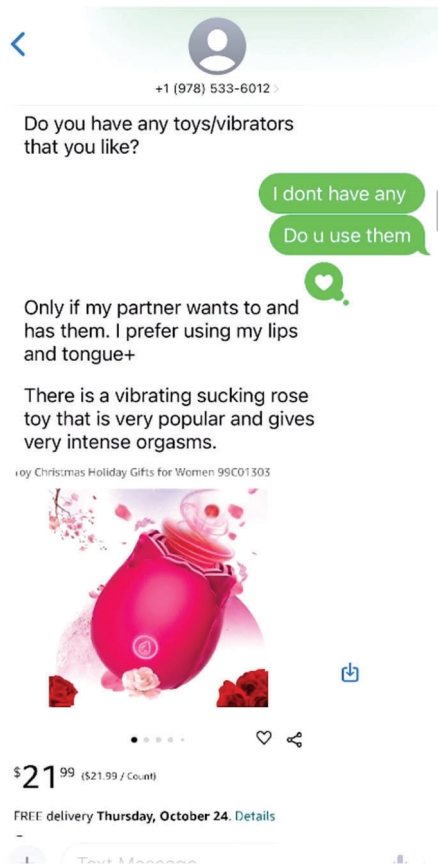 +1 (978) 533-6012
Do you have any toys/vibrators
that you like?
I dont have any
Do u use them
Only if my partner wants to and
has them. I prefer using my lips
and tongue+
There is a vibrating sucking rose
toy that is very popular and gives
very intense orgasms.
oy Christmas Holiday Gifts for Women 99C01303
$21 99 ($21.99 / Count)
FREE delivery Thursday, October 24. Details
Text Message